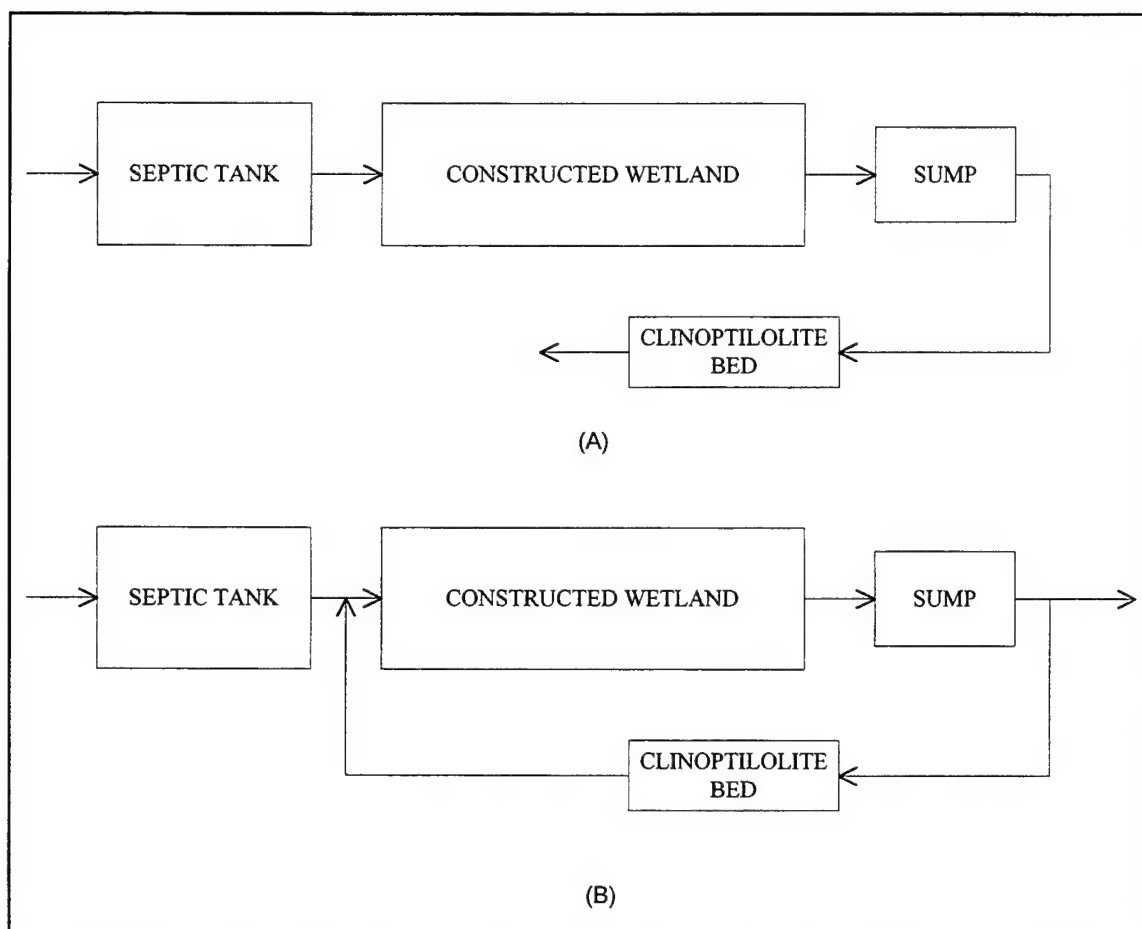 SEPTIC TANK
CONSTRUCTED WETLAND
SUMP
CLINOPTILOLITE
BED
(A)
SEPTIC TANK
CONSTRUCTED WETLAND
SUMP
CLINOPTILOLITE
BED
(B)